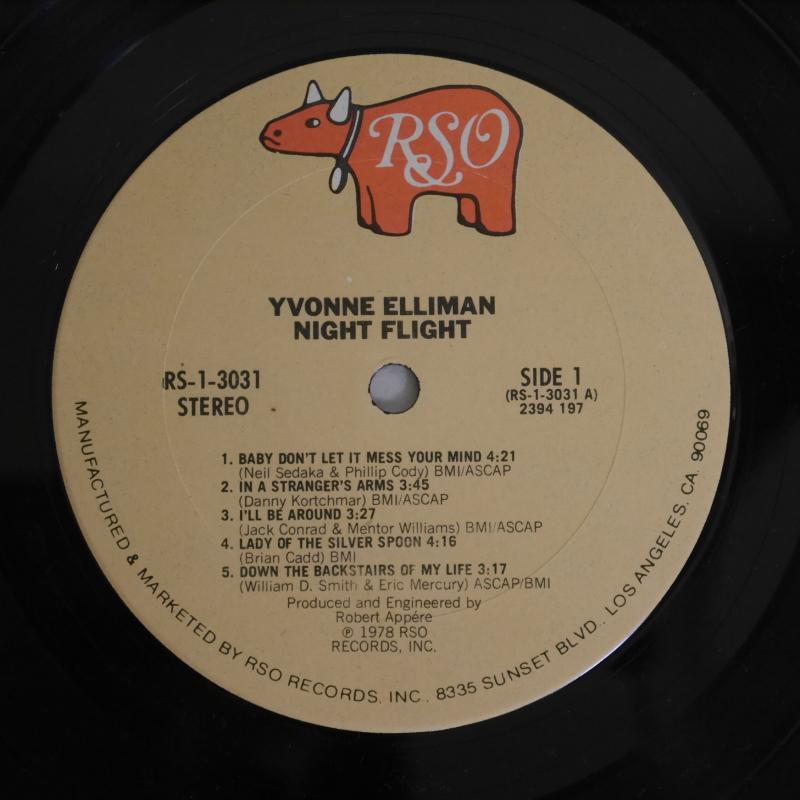 RSO
YVONNE ELLIMAN
NIGHT FLIGHT
RS-1-3031
STEREO
SIDE 1
(RS-1-3031 A)
2394 197
1. BABY DON'T LET IT MESS YOUR MIND 4:21
(Neil Sedaka & Phillip Cody) BMI/ASCAP
2. IN A STRANGER'S ARMS 3:45
(Danny Kortchmar) BMI/ASCAP
3. I'LL BE AROUND 3:27
(Jack Conrad & Mentor Williams) BMI/ASCAP
4. LADY OF THE SILVER SPOON 4:16
(Brian Cadd) BMI
5. DOWN THE BACKSTAIRS OF MY LIFE 3:17
(William D. Smith & Eric Mercury) ASCAP/BMI
Produced and Engineered by
Robert Appére
℗ 1978 RSO
RECORDS, INC.
MANUFACTURED & MARKETED BY RSO RECORDS, INC., 8335 SUNSET BLVD., LOS ANGELES, CA. 90069